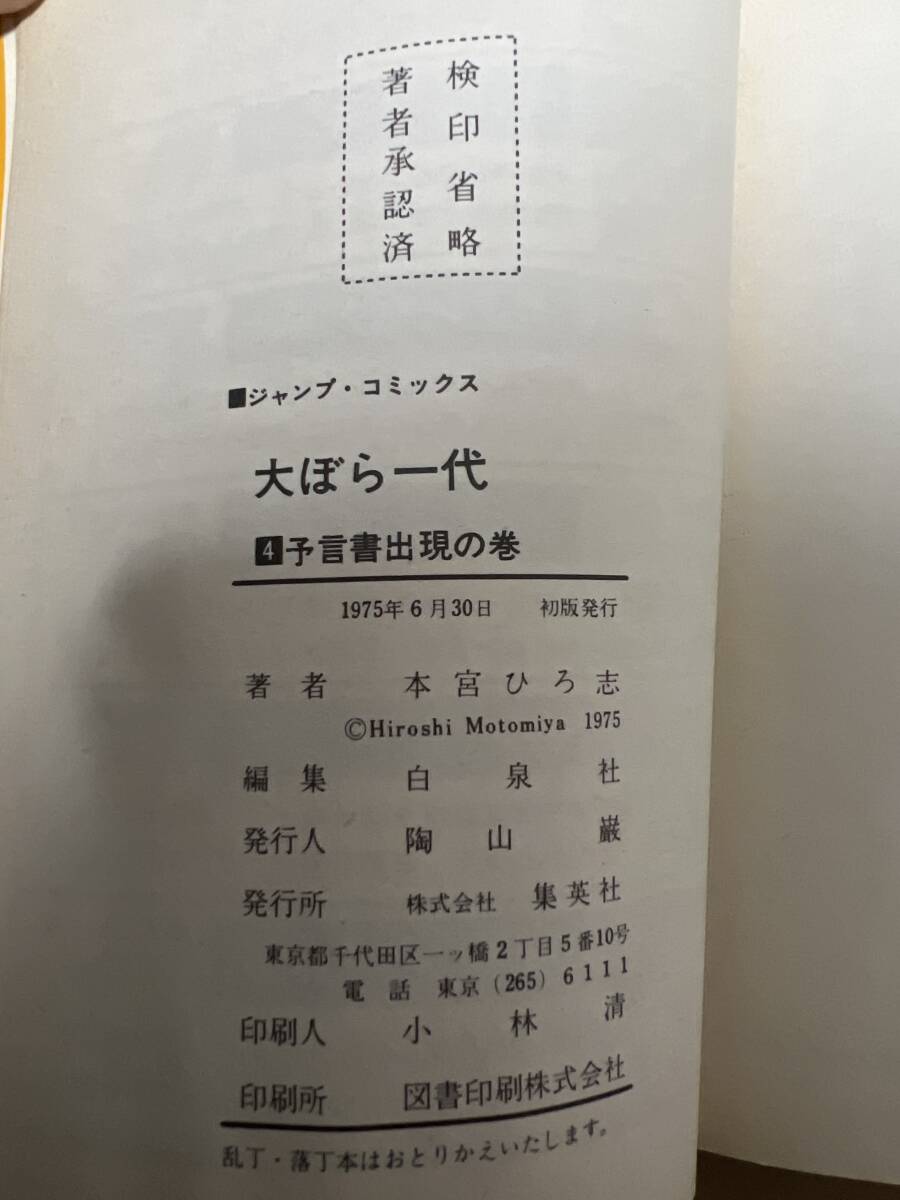 検印省略
著者承認済
■ジャンプ・コミックス
大ぼら一代
4予言書出現の巻
1975年6月30日 初版発行
著者 本宮ひろ志
©Hiroshi Motomiya 1975
編集 白泉社
発行人 陶山巌
発行所 株式会社 集英社
東京都千代田区一ッ橋2丁目5番10号
電話 東京(265)6111
印刷人 小林清
印刷所 図書印刷株式会社
乱丁・落丁本はおとりかえいたします。